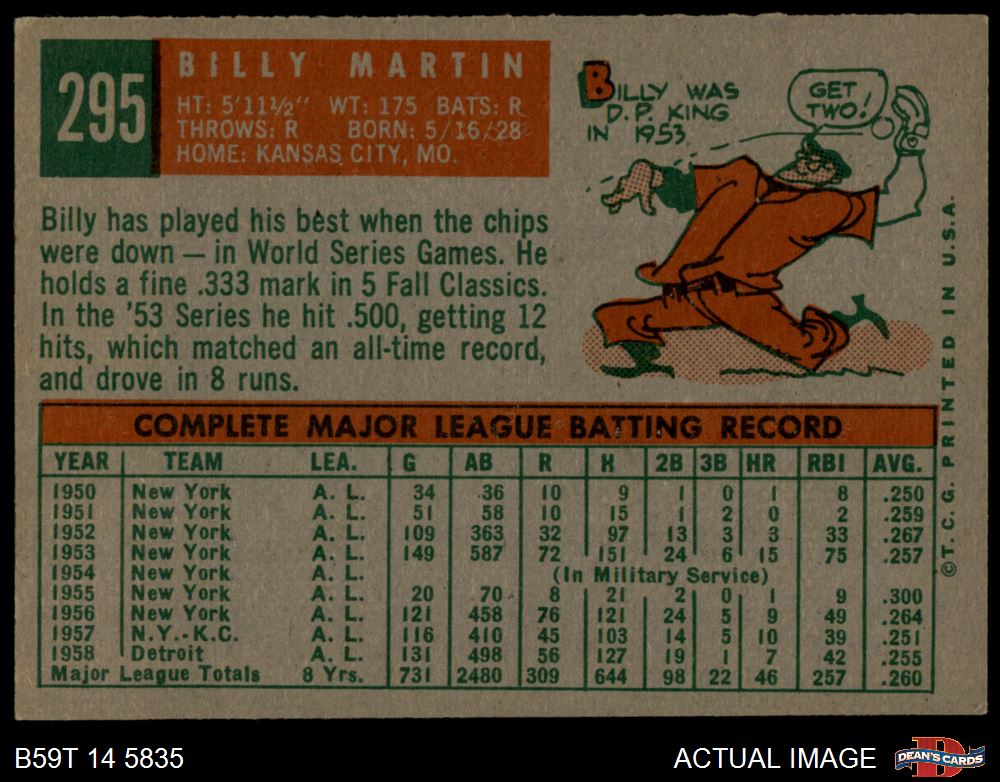 295
BILLY MARTIN
HT: 5'11½" WT: 175 BATS: R
THROWS: R BORN: 5/16/28
HOME: KANSAS CITY, MO.
BILLY WAS
D.P. KING
IN 1953
GET
TWO!
Billy has played his best when the chips
were down — in World Series Games. He
holds a fine .333 mark in 5 Fall Classics.
In the '53 Series he hit .500, getting 12
hits, which matched an all-time record,
and drove in 8 runs.
COMPLETE MAJOR LEAGUE BATTING RECORD
YEAR TEAM LEA. G AB R H 2B 3B HR RBI AVG.
1950 New York A. L. 34 36 10 9 1 0 1 8 .250
1951 New York A. L. 51 58 10 15 1 2 0 2 .259
1952 New York A. L. 109 363 32 97 13 3 3 33 .267
1953 New York A. L. 149 587 72 151 24 6 15 75 .257
1954 New York A. L. (In Military Service)
1955 New York A. L. 20 70 8 21 2 0 1 9 .300
1956 New York A. L. 121 458 76 121 24 5 9 49 .264
1957 N.Y.-K.C. A. L. 116 410 45 103 14 5 10 39 .251
1958 Detroit A. L. 131 498 56 127 19 1 7 42 .255
Major League Totals 8 Yrs. 731 2480 309 644 98 22 46 257 .260
©T.C.G. PRINTED IN U.S.A.
B59T 14 5835
ACTUAL IMAGE
DEAN'S CARDS